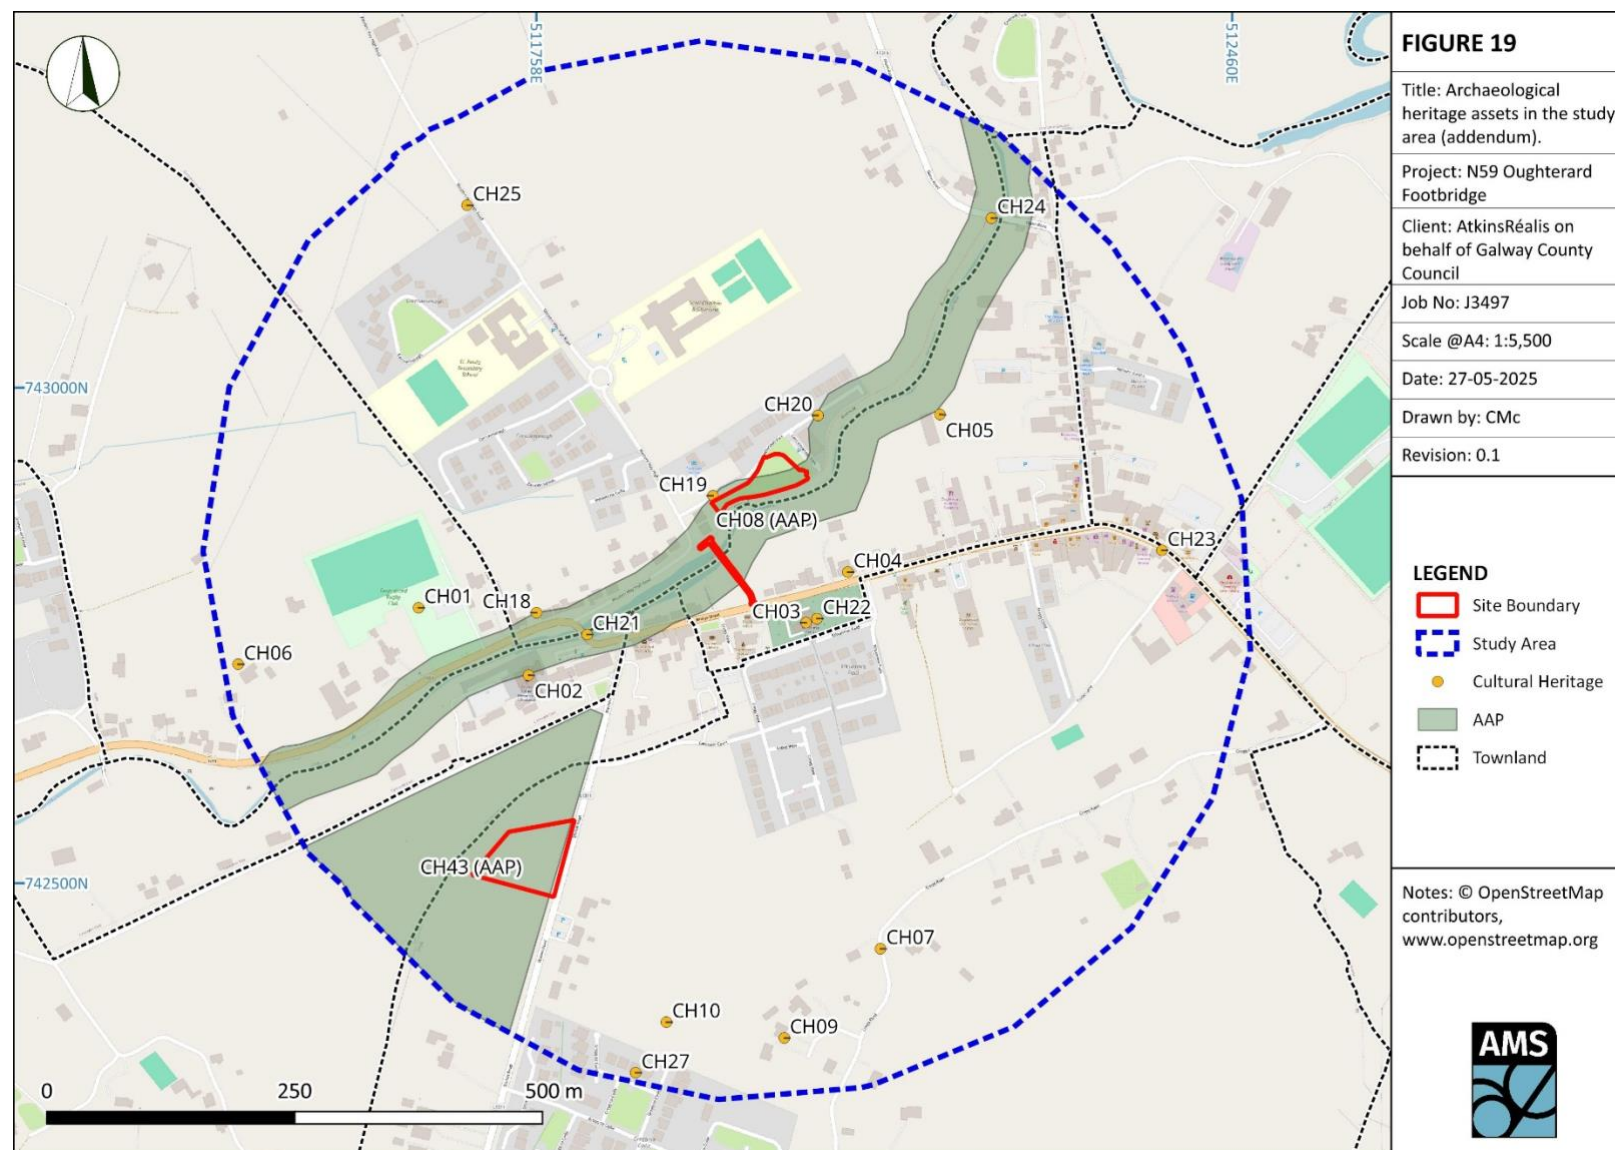 511758E
512460E
743000N
742500N
CH25
CH24
CH20
CH05
CH19
CH08 (AAP)
CH04
CH23
CH01
CH18
CH03
CH22
CH21
CH06
CH02
CH43 (AAP)
CH07
CH10
CH09
CH27
0
250
500 m
FIGURE 19
Title: Archaeological
heritage assets in the study
area (addendum).
Project: N59 Oughterard
Footbridge
Client: AtkinsRéalis on
behalf of Galway County
Council
Job No: J3497
Scale @A4: 1:5,500
Date: 27-05-2025
Drawn by: CMc
Revision: 0.1
LEGEND
Site Boundary
Study Area
Cultural Heritage
AAP
Townland
Notes: © OpenStreetMap
contributors,
www.openstreetmap.org
AMS